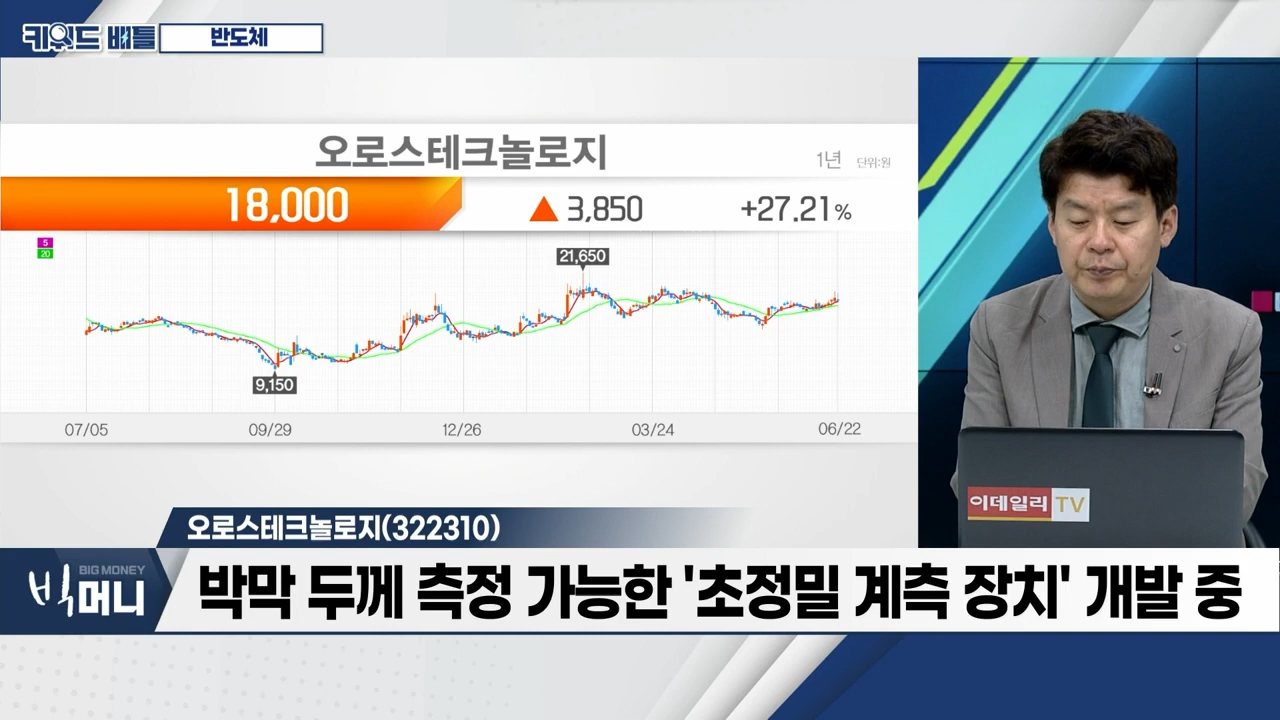 키워드 배틀
반도체
오로스테크놀로지
1년 단위:원
18,000 ▲ 3,850 +27.21%
5
20
21,650
9,150
07/05 09/29 12/26 03/24 06/22
이데일리 TV
오로스테크놀로지(322310)
빅머니 BIG MONEY
박막 두께 측정 가능한 '초정밀 계측 장치' 개발 중